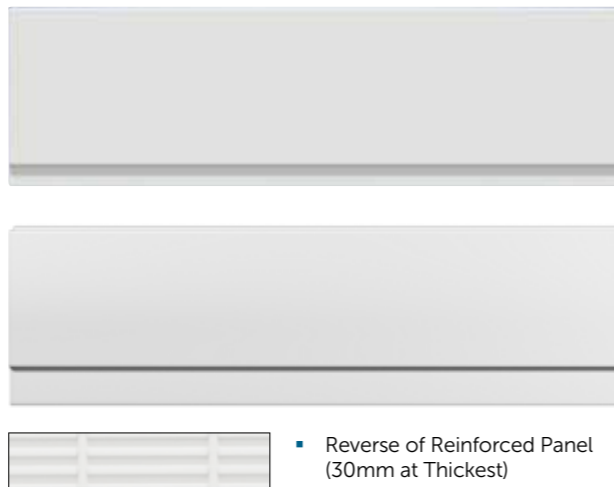 Reverse of Reinforced Panel
(30mm at Thickest)